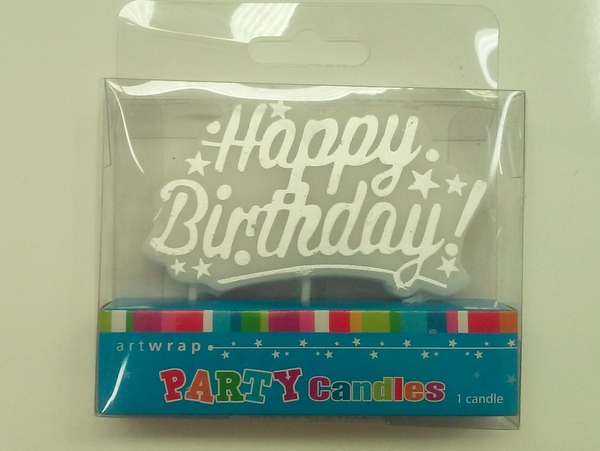 Happy
Birthday!
artwrap
PARTY Candles 1 candle